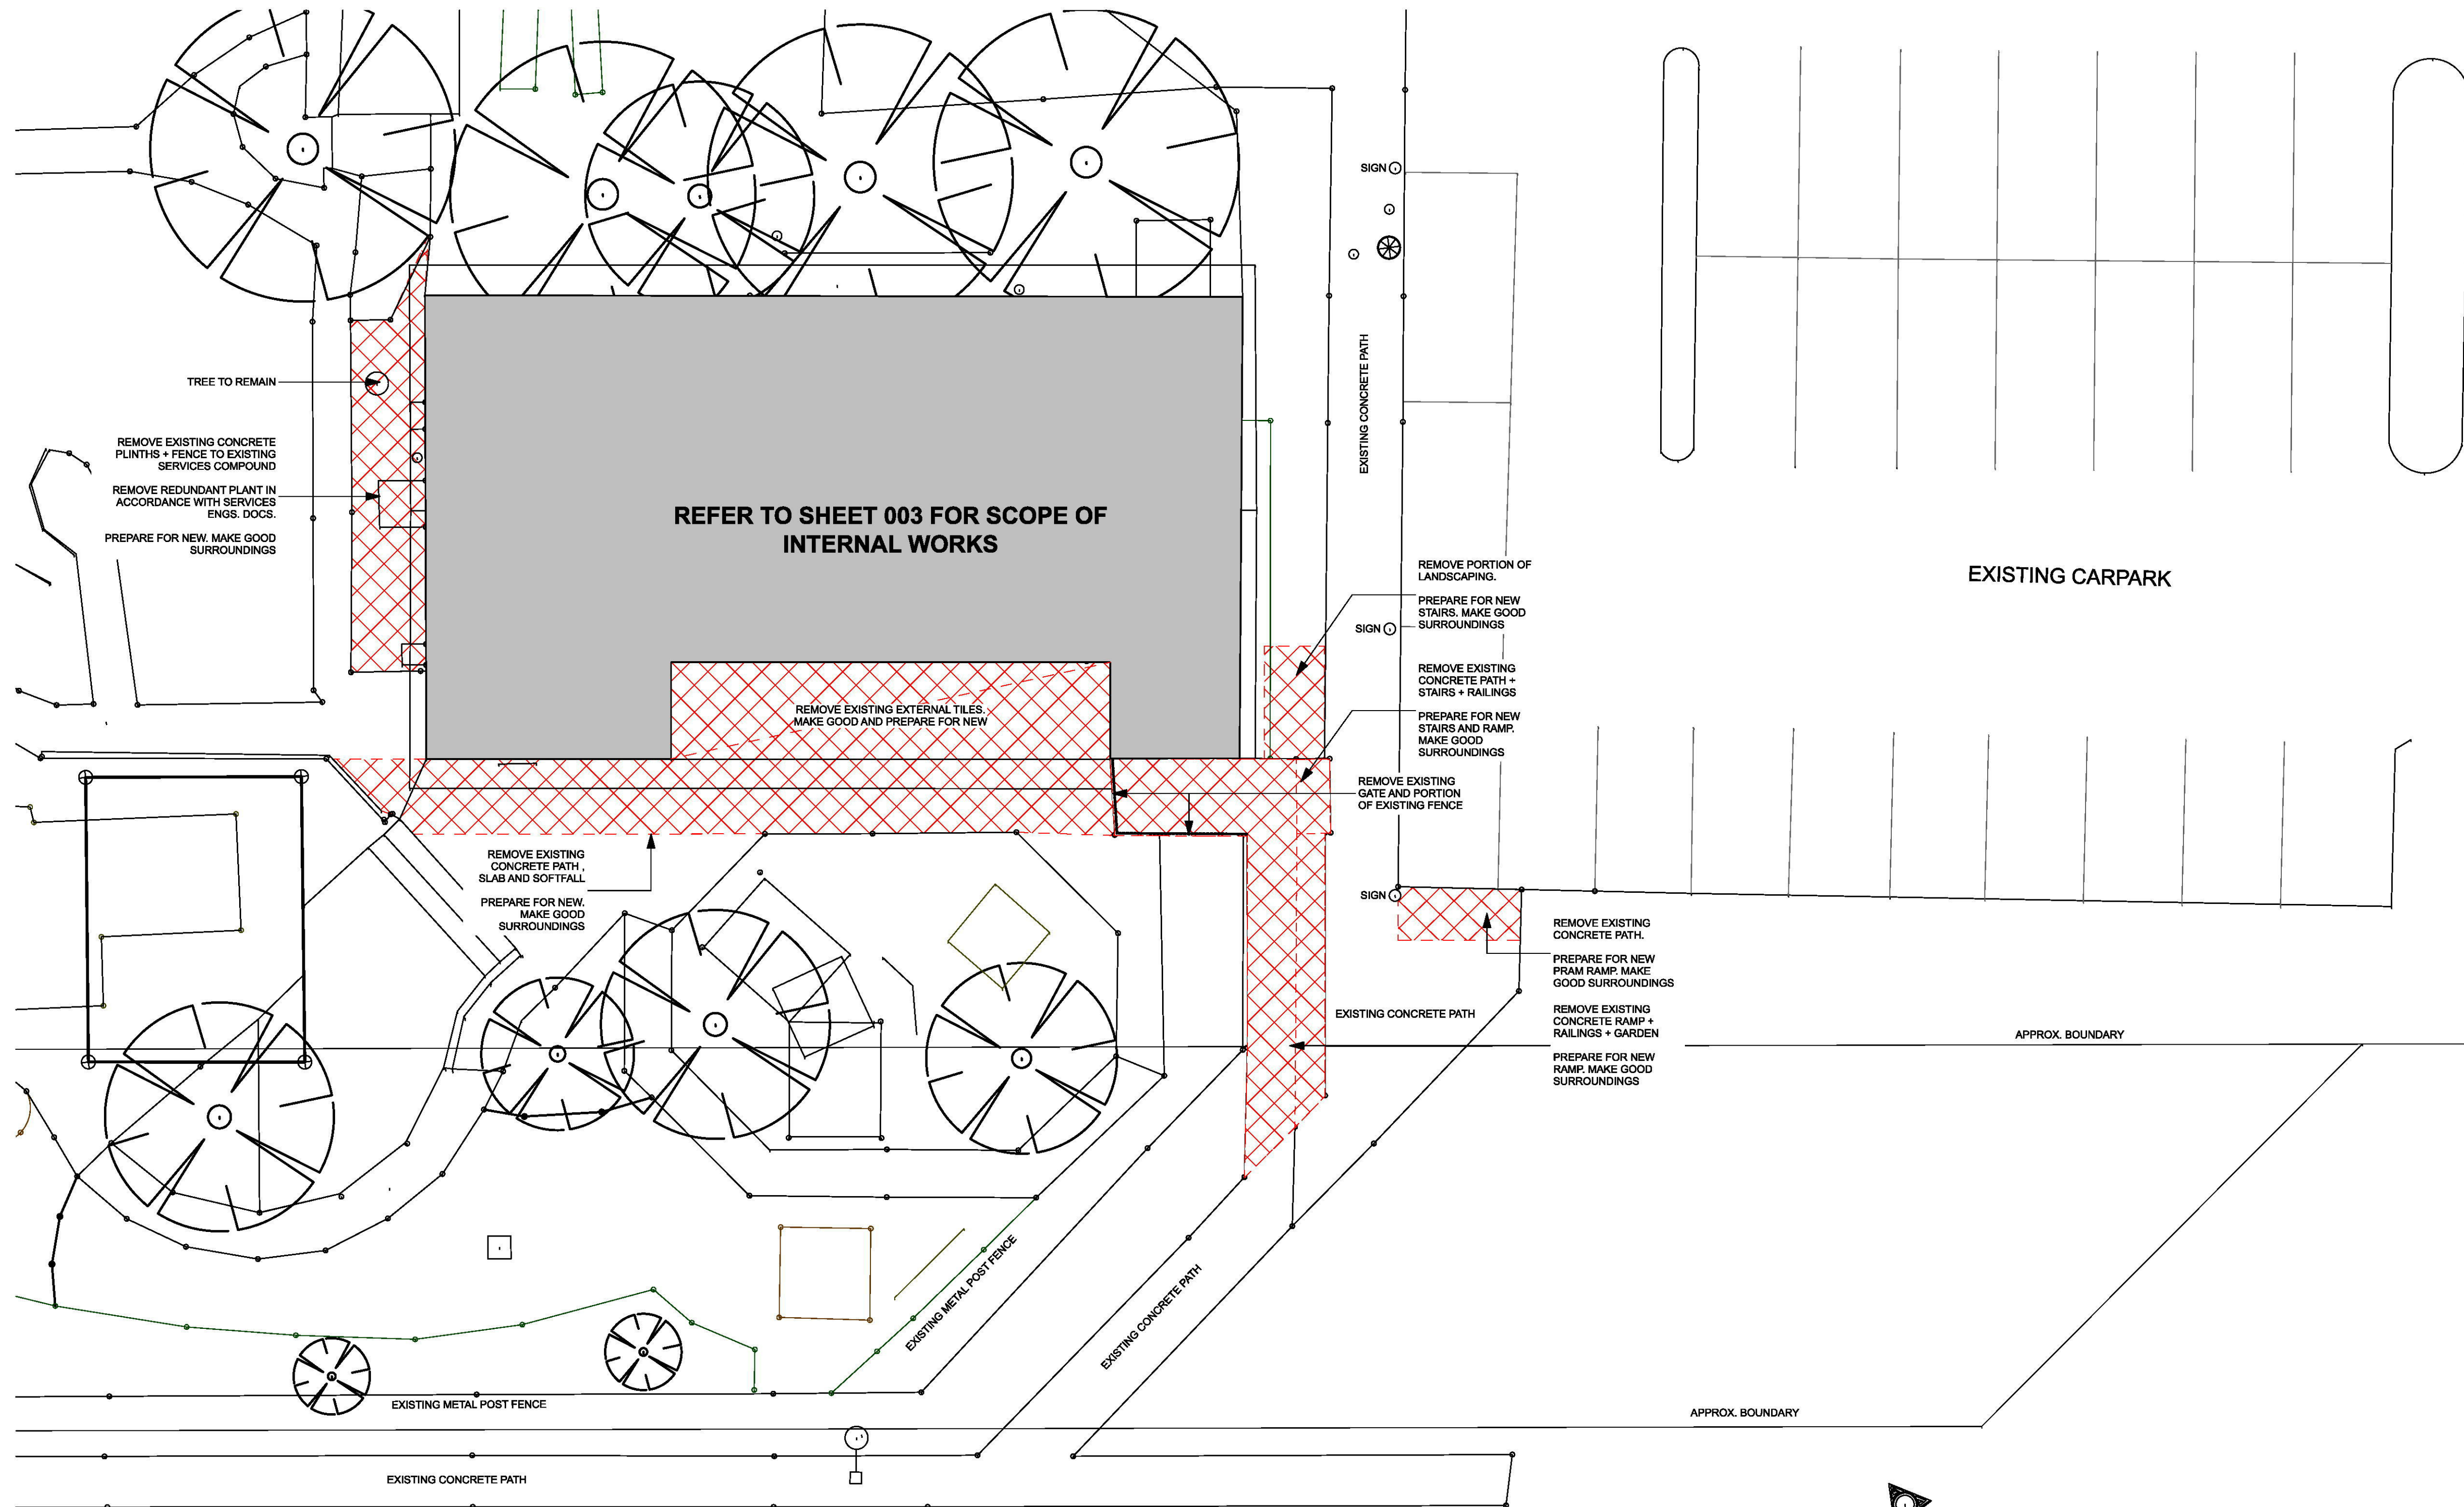 SIGN
EXISTING CONCRETE PATH
TREE TO REMAIN
REMOVE EXISTING CONCRETE
PLINTHS + FENCE TO EXISTING
SERVICES COMPOUND
REMOVE REDUNDANT PLANT IN
ACCORDANCE WITH SERVICES
ENGS. DOCS.
PREPARE FOR NEW. MAKE GOOD
SURROUNDINGS
REFER TO SHEET 003 FOR SCOPE OF
INTERNAL WORKS
EXISTING CARPARK
REMOVE PORTION OF
LANDSCAPING.
PREPARE FOR NEW
STAIRS. MAKE GOOD
SURROUNDINGS
SIGN
REMOVE EXISTING
CONCRETE PATH +
STAIRS + RAILINGS
PREPARE FOR NEW
STAIRS AND RAMP.
MAKE GOOD
SURROUNDINGS
REMOVE EXISTING EXTERNAL TILES.
MAKE GOOD AND PREPARE FOR NEW
REMOVE EXISTING
GATE AND PORTION
OF EXISTING FENCE
REMOVE EXISTING
CONCRETE PATH ,
SLAB AND SOFTFALL
PREPARE FOR NEW.
MAKE GOOD
SURROUNDINGS
SIGN
REMOVE EXISTING
CONCRETE PATH.
PREPARE FOR NEW
PRAM RAMP. MAKE
GOOD SURROUNDINGS
EXISTING CONCRETE PATH
REMOVE EXISTING
CONCRETE RAMP +
RAILINGS + GARDEN
PREPARE FOR NEW
RAMP. MAKE GOOD
SURROUNDINGS
APPROX. BOUNDARY
EXISTING METAL POST FENCE
EXISTING CONCRETE PATH
EXISTING METAL POST FENCE
APPROX. BOUNDARY
EXISTING CONCRETE PATH